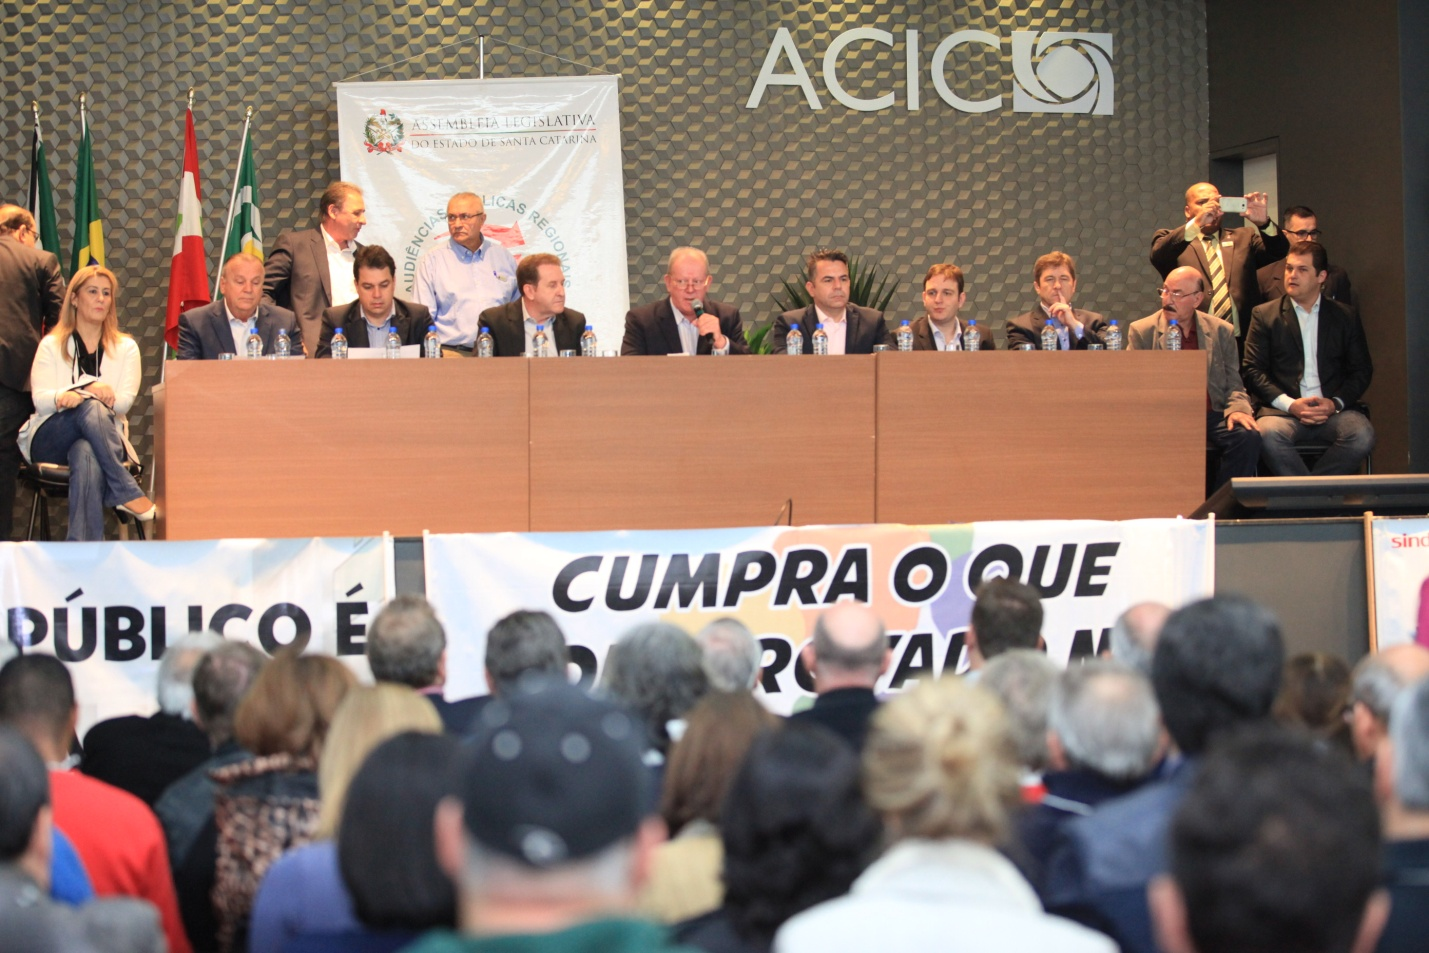 ACIC
ASSEMBLEIA LEGISLATIVA
DO ESTADO DE SANTA CATARINA
AUDIÊNCIAS PÚBLICAS REGIONAIS
PÚBLICO É
CUMPRA O QUE
sind